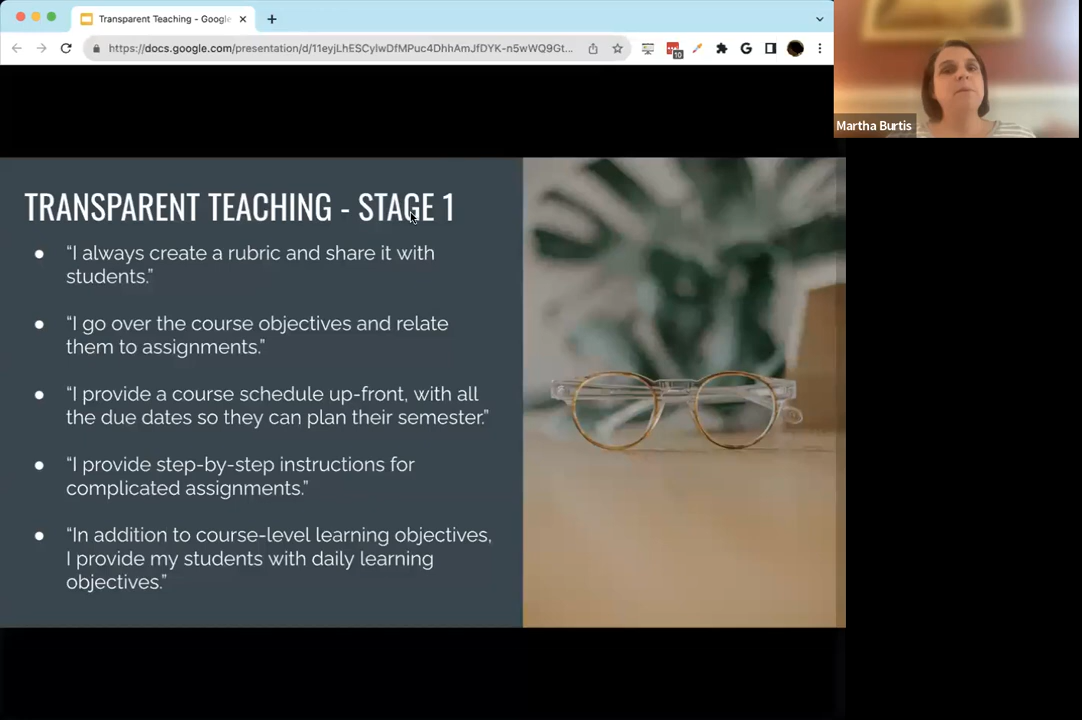 Transparent Teaching - Google
https://docs.google.com/presentation/d/11eyjLhESCylwDfMPuc4DhhAmJfDYK-n5wWQ9Gt...
10
G
Martha Burtis
TRANSPARENT TEACHING - STAGE 1
● “I always create a rubric and share it with
students.”
● “I go over the course objectives and relate
them to assignments.”
● “I provide a course schedule up-front, with all
the due dates so they can plan their semester.”
● “I provide step-by-step instructions for
complicated assignments.”
● “In addition to course-level learning objectives,
I provide my students with daily learning
objectives.”